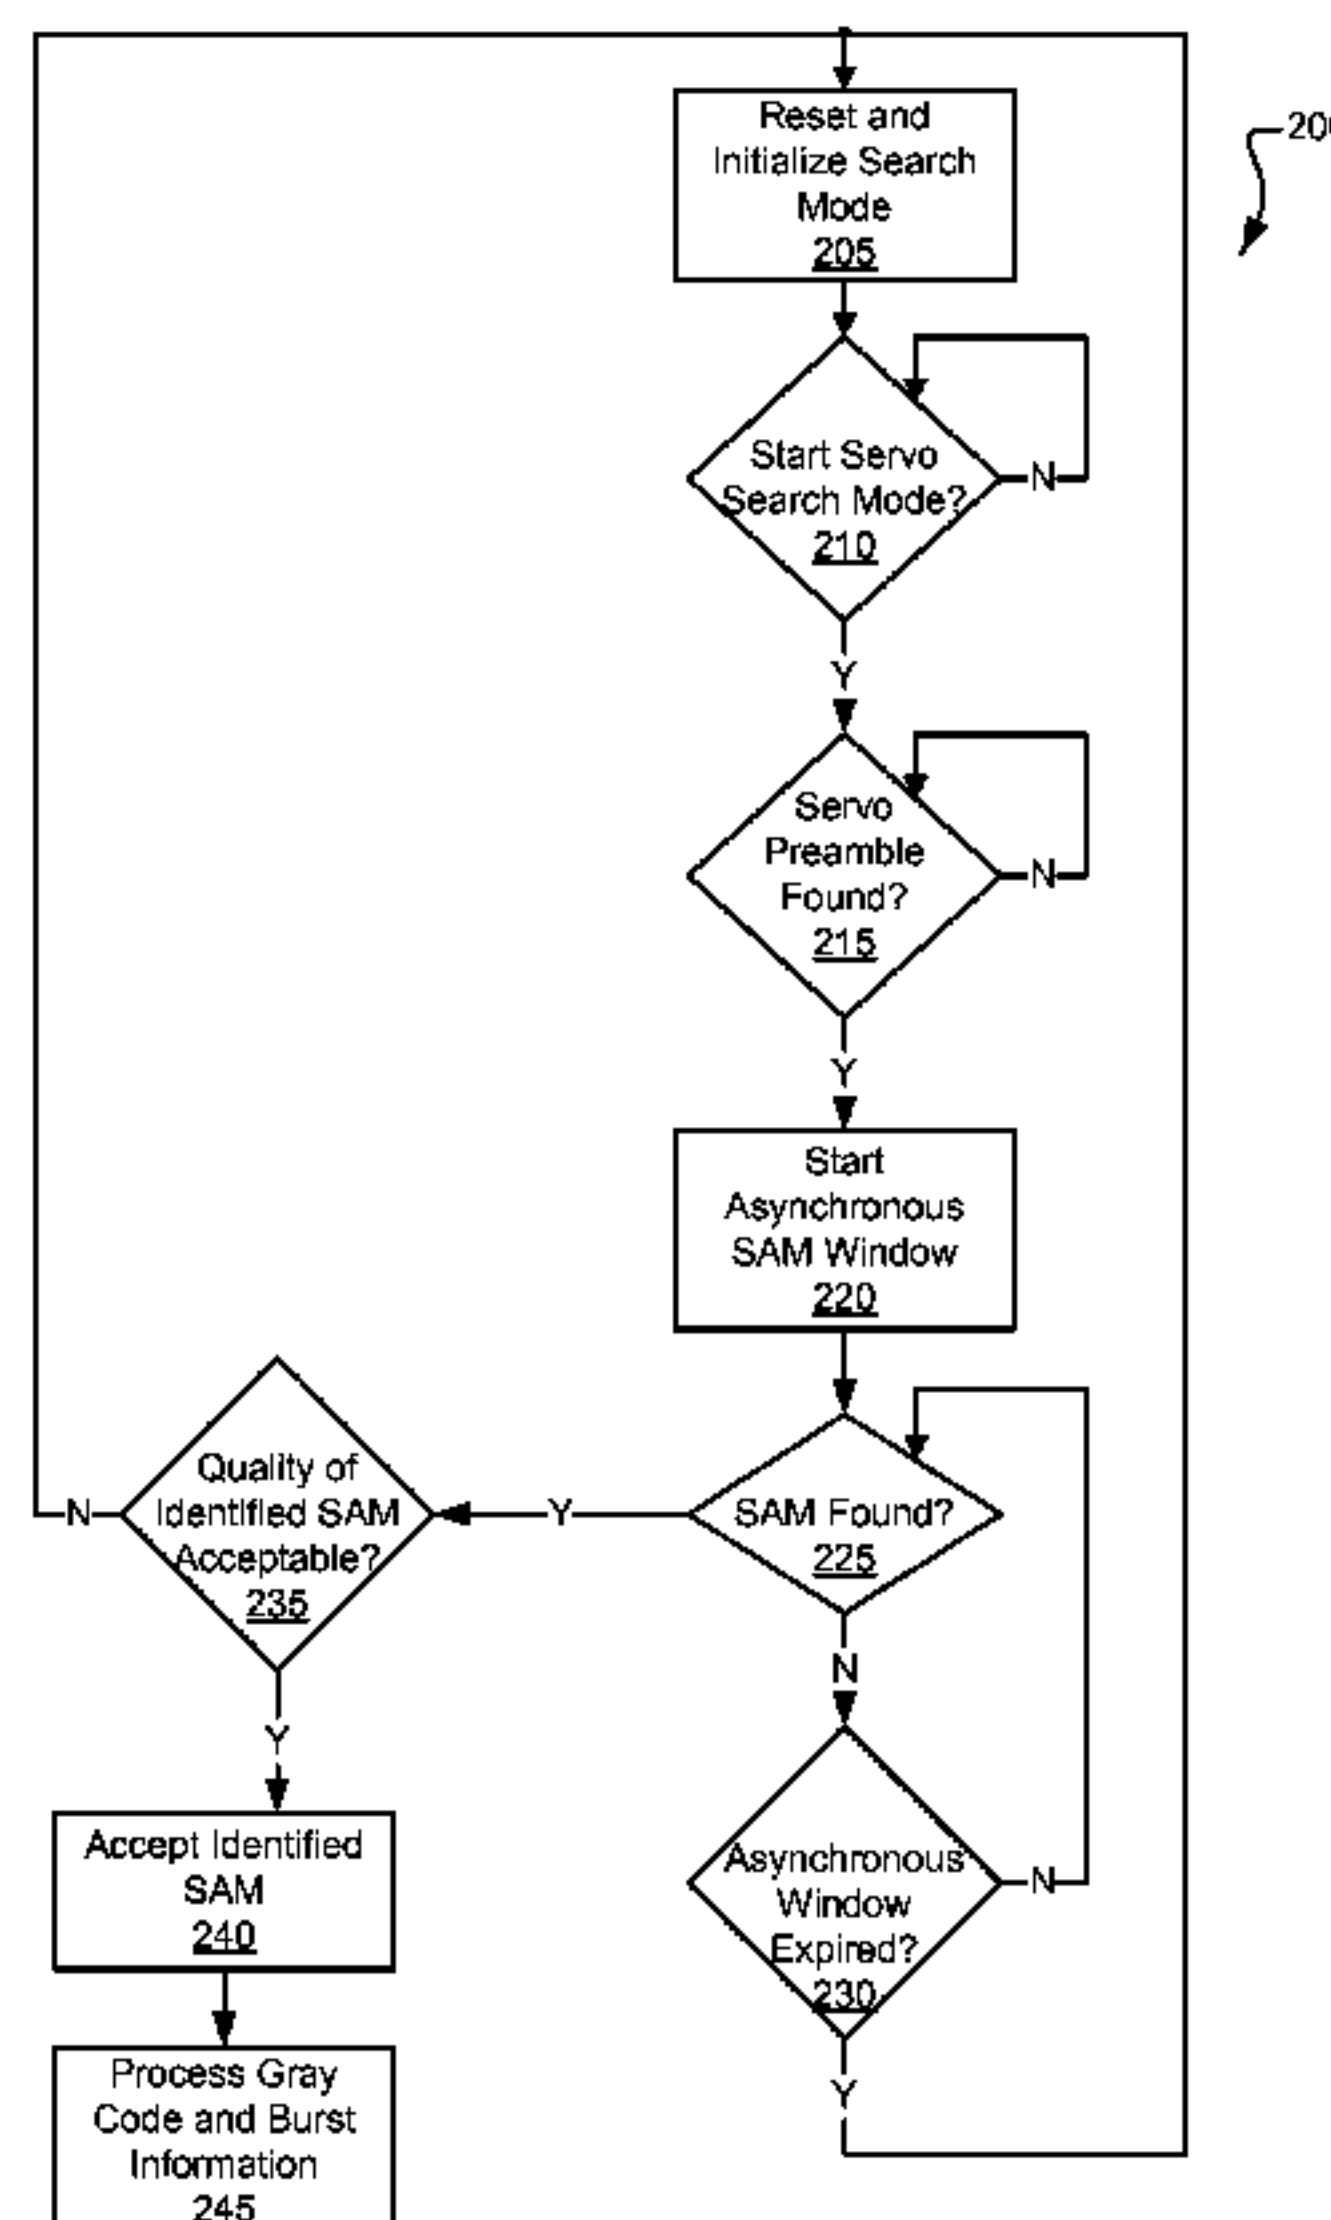 Reset and
Initialize Search
Mode
205
Start Servo
Search Mode?
210
N
Y
Servo
Preamble
Found?
215
N
Y
Start
Asynchronous
SAM Window
220
SAM Found?
225
Y
N
Quality of
Identified SAM
Acceptable?
235
N
Y
Asynchronous
Window
Expired?
230
N
Y
Accept Identified
SAM
240
Process Gray
Code and Burst
Information
245